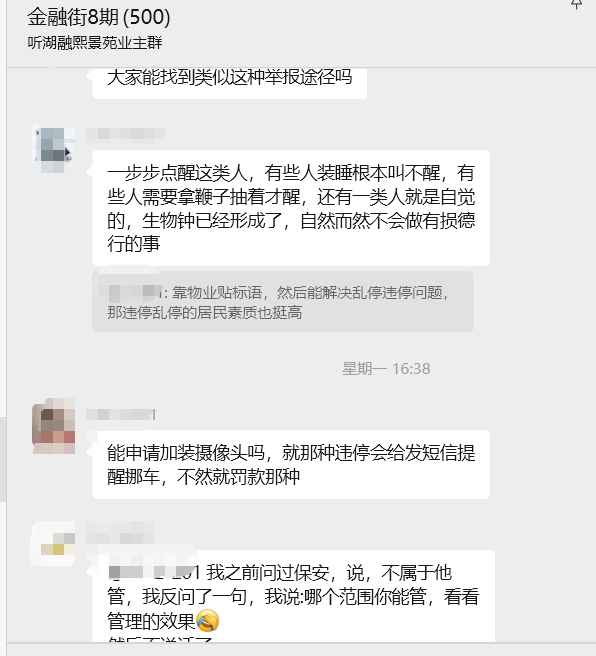 金融街8期 (500)
听湖融熙景苑业主群
大家能找到类似这种举报途径吗
一步步点醒这类人，有些人装睡根本叫不醒，有
些人需要拿鞭子抽着才醒，还有一类人就是自觉
的，生物钟已经形成了，自然而然不会做有损德
行的事
: 靠物业贴标语，然后能解决乱停违停问题，
那违停乱停的居民素质也挺高
星期一 16:38
能申请加装摄像头吗，就那种违停会给发短信提
醒挪车，不然就罚款那种
我之前问过保安，说，不属于他
管，我反问了一句，我说:哪个范围你能管，看看
管理的效果😂
然后不说话了